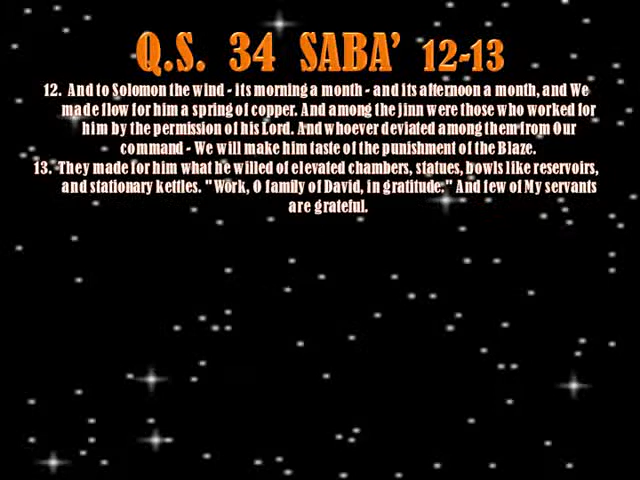 Q.S. 34 SABA’ 12-13
12. And to Solomon the wind - its morning a month - and its afternoon a month, and We
made flow for him a spring of copper. And among the jinn were those who worked for
him by the permission of his Lord. And whoever deviated among them from Our
command - We will make him taste of the punishment of the Blaze.
13. They made for him what he willed of elevated chambers, statues, bowls like reservoirs,
and stationary kettles. "Work, O family of David, in gratitude." And few of My servants
are grateful.